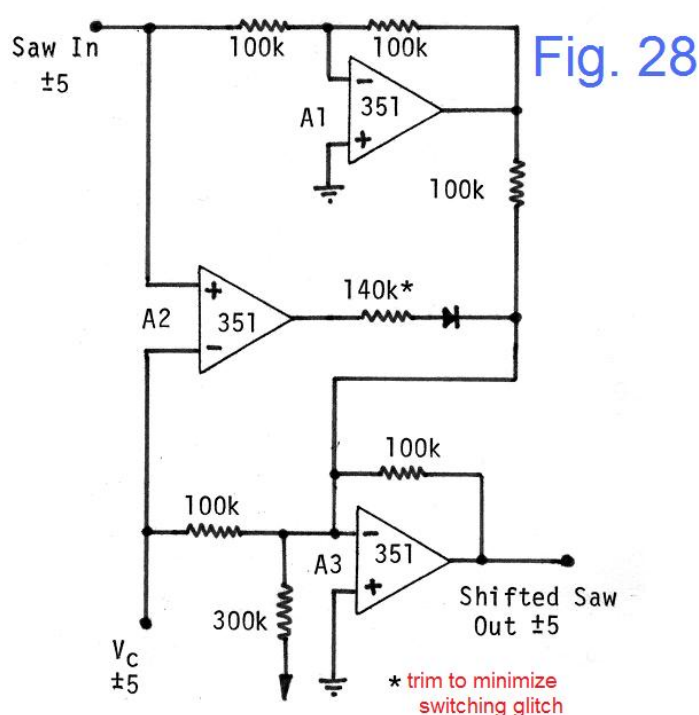 100k
100k
Fig. 28
Saw In
±5
A1
-
351
+
100k
A2
+
351
-
140k*
100k
100k
A3
-
351
+
300k
Shifted Saw
Out ±5
Vc
±5
* trim to minimize
switching glitch